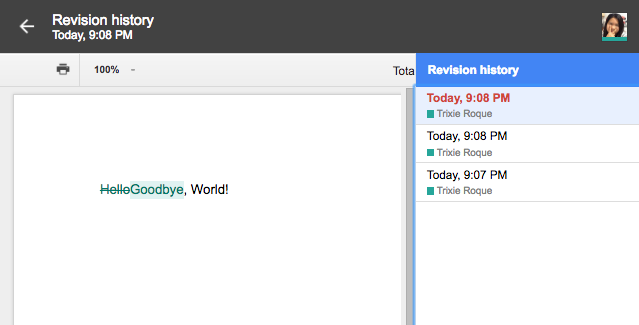 Revision history
Today, 9:08 PM
100%
Tota
Revision history
Today, 9:08 PM
Trixie Roque
Today, 9:08 PM
Trixie Roque
Today, 9:07 PM
Trixie Roque
HelloGoodbye, World!